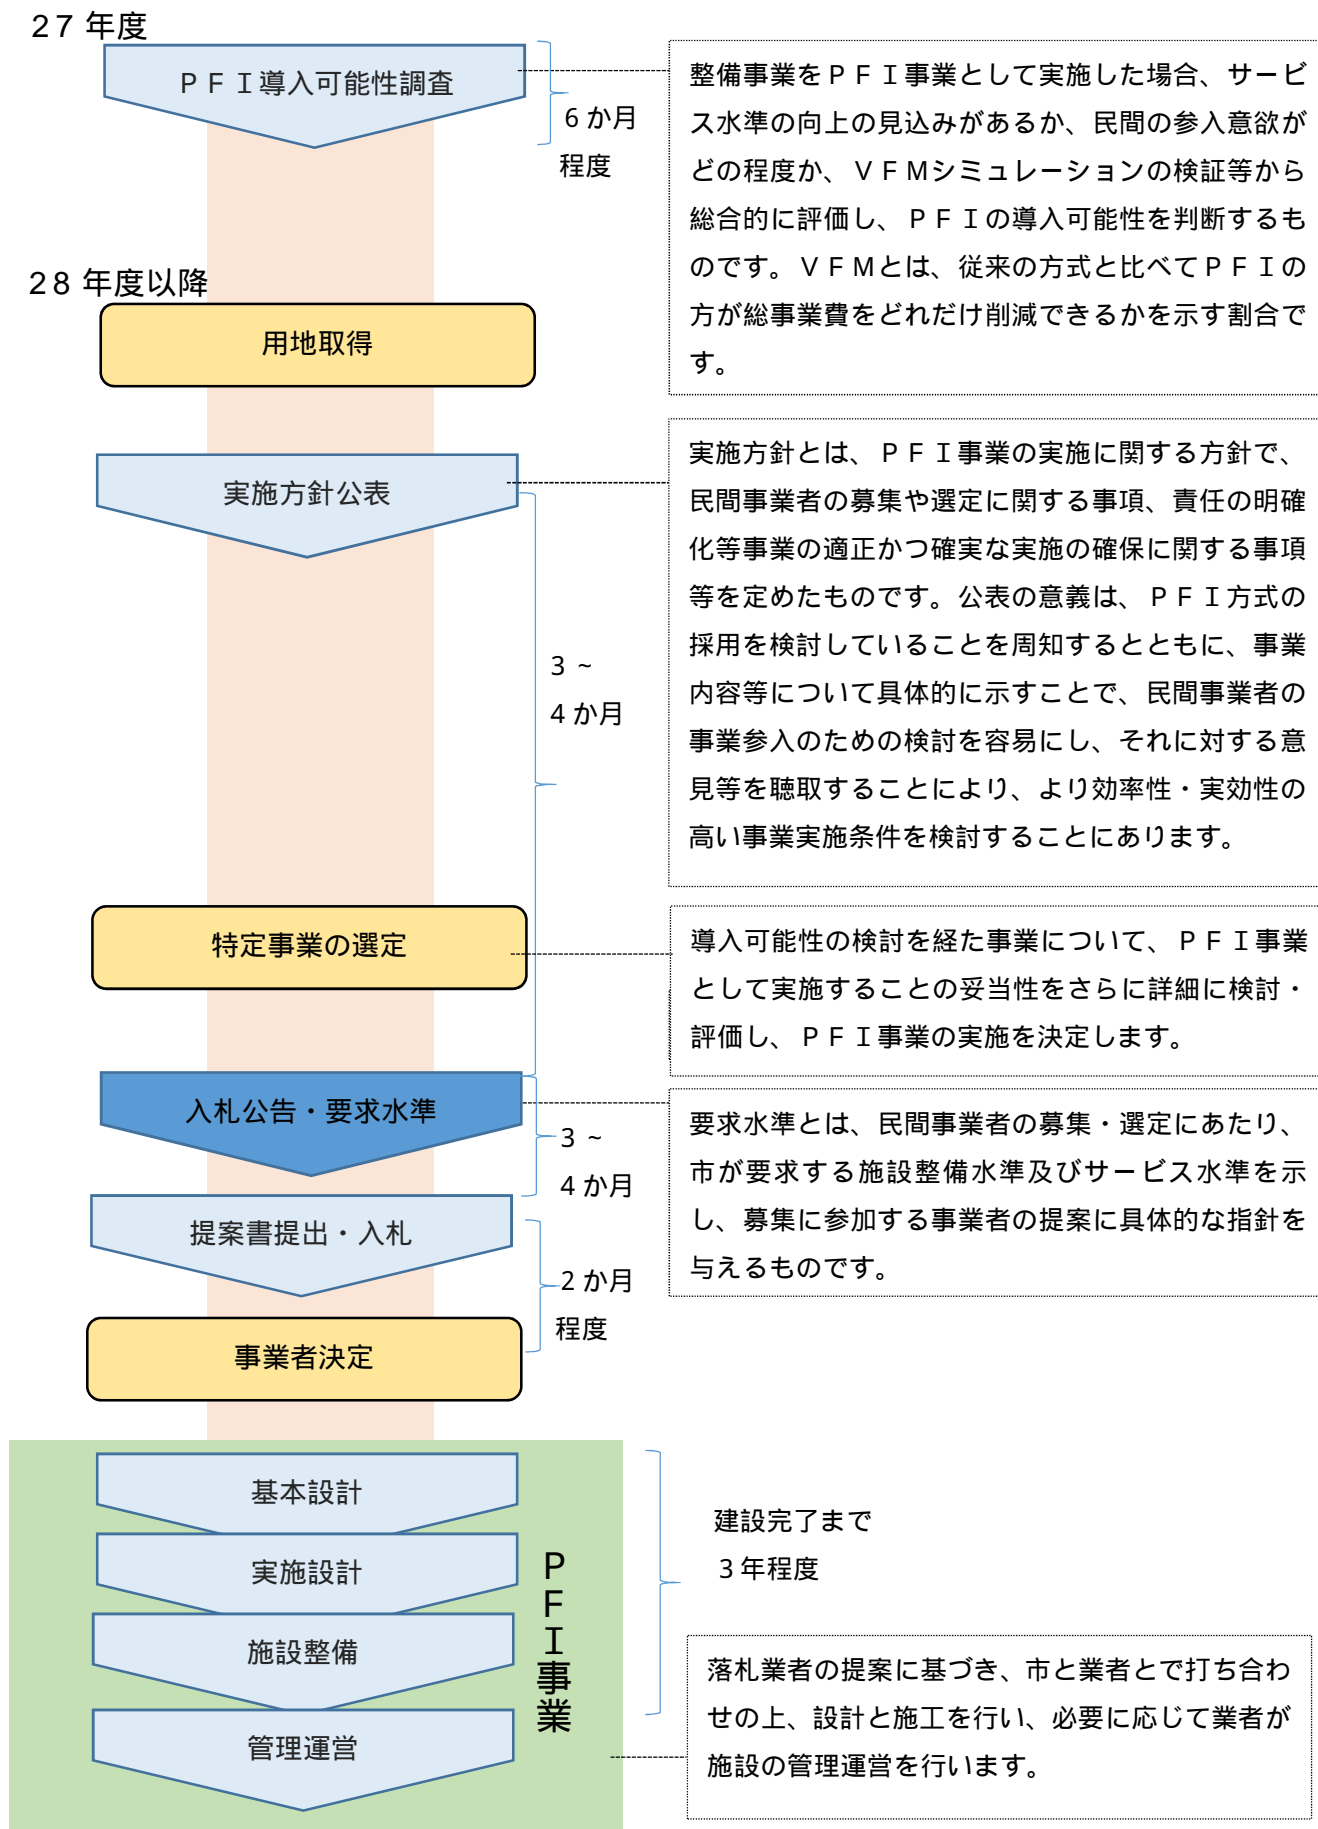 ２７年度
ＰＦＩ導入可能性調査
6か月
程度
整備事業をＰＦＩ事業として実施した場合、サービ
ス水準の向上の見込みがあるか、民間の参入意欲が
どの程度か、ＶＦＭシミュレーションの検証等から
総合的に評価し、ＰＦＩの導入可能性を判断するも
のです。ＶＦＭとは、従来の方式と比べてＰＦＩの
方が総事業費をどれだけ削減できるかを示す割合で
す。
２８年度以降
用地取得
実施方針公表
3～
4か月
実施方針とは、ＰＦＩ事業の実施に関する方針で、
民間事業者の募集や選定に関する事項、責任の明確
化等事業の適正かつ確実な実施の確保に関する事項
等を定めたものです。公表の意義は、ＰＦＩ方式の
採用を検討していることを周知するとともに、事業
内容等について具体的に示すことで、民間事業者の
事業参入のための検討を容易にし、それに対する意
見等を聴取することにより、より効率性・実効性の
高い事業実施条件を検討することにあります。
特定事業の選定
導入可能性の検討を経た事業について、ＰＦＩ事業
として実施することの妥当性をさらに詳細に検討・
評価し、ＰＦＩ事業の実施を決定します。
入札公告・要求水準
3～
4か月
要求水準とは、民間事業者の募集・選定にあたり、
市が要求する施設整備水準及びサービス水準を示
し、募集に参加する事業者の提案に具体的な指針を
与えるものです。
提案書提出・入札
2か月
程度
事業者決定
基本設計
実施設計
施設整備
管理運営
ＰＦＩ事業
建設完了まで
3年程度
落札業者の提案に基づき、市と業者とで打ち合わ
せの上、設計と施工を行い、必要に応じて業者が
施設の管理運営を行います。